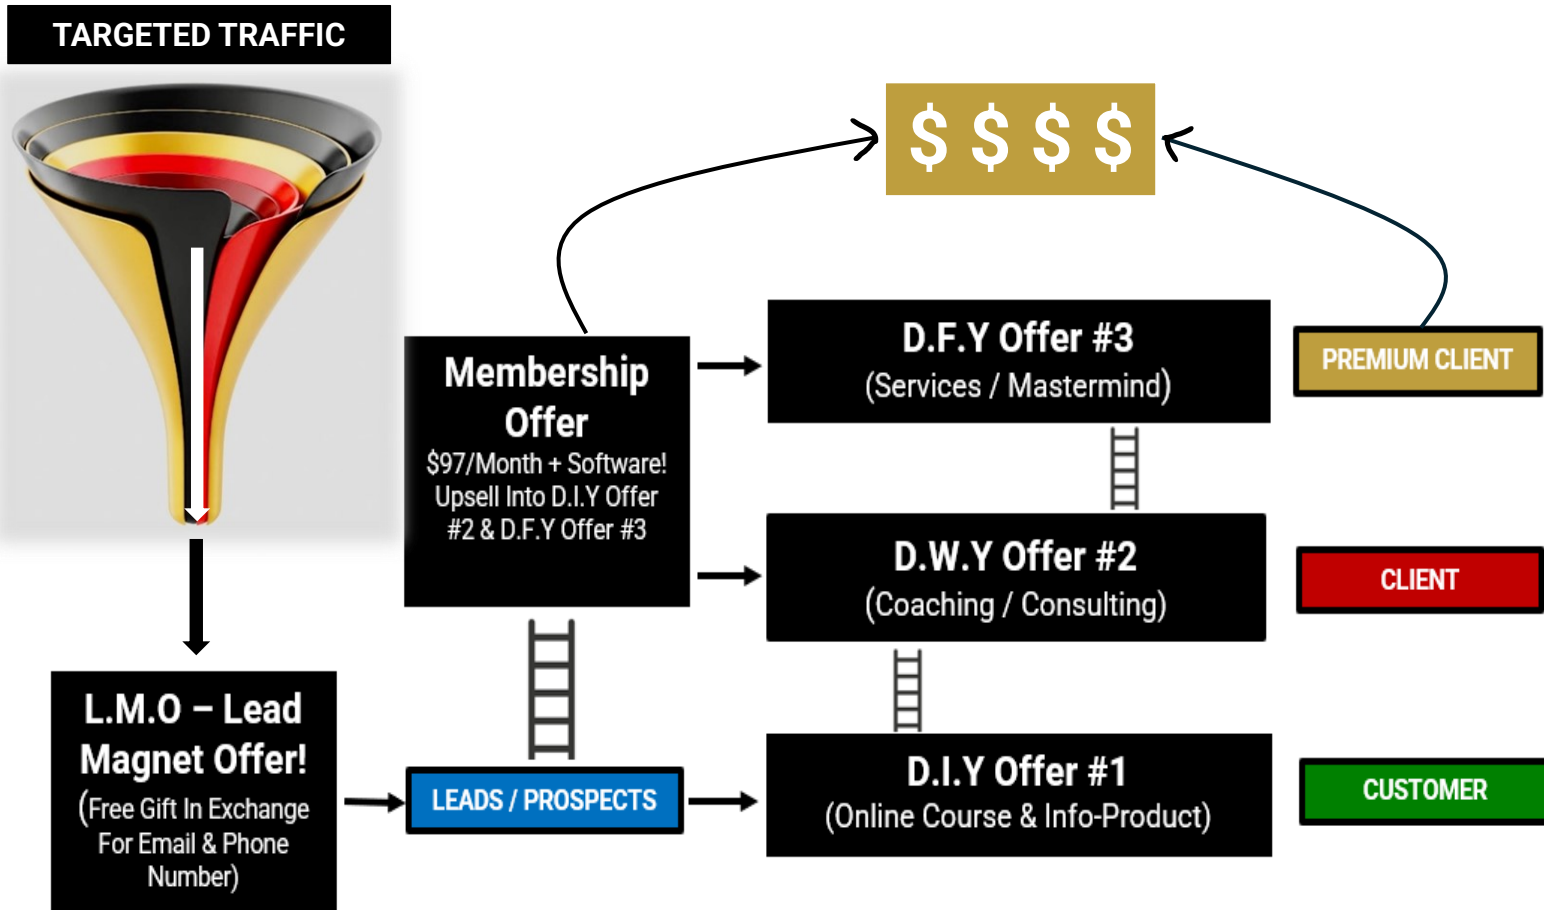 TARGETED TRAFFIC
$ $ $ $
Membership
Offer
$97/Month + Software!
Upsell Into D.I.Y Offer
#2 & D.F.Y Offer #3
D.F.Y Offer #3
(Services / Mastermind)
PREMIUM CLIENT
D.W.Y Offer #2
(Coaching / Consulting)
CLIENT
L.M.O – Lead
Magnet Offer!
(Free Gift In Exchange
For Email & Phone
Number)
LEADS / PROSPECTS
D.I.Y Offer #1
(Online Course & Info-Product)
CUSTOMER